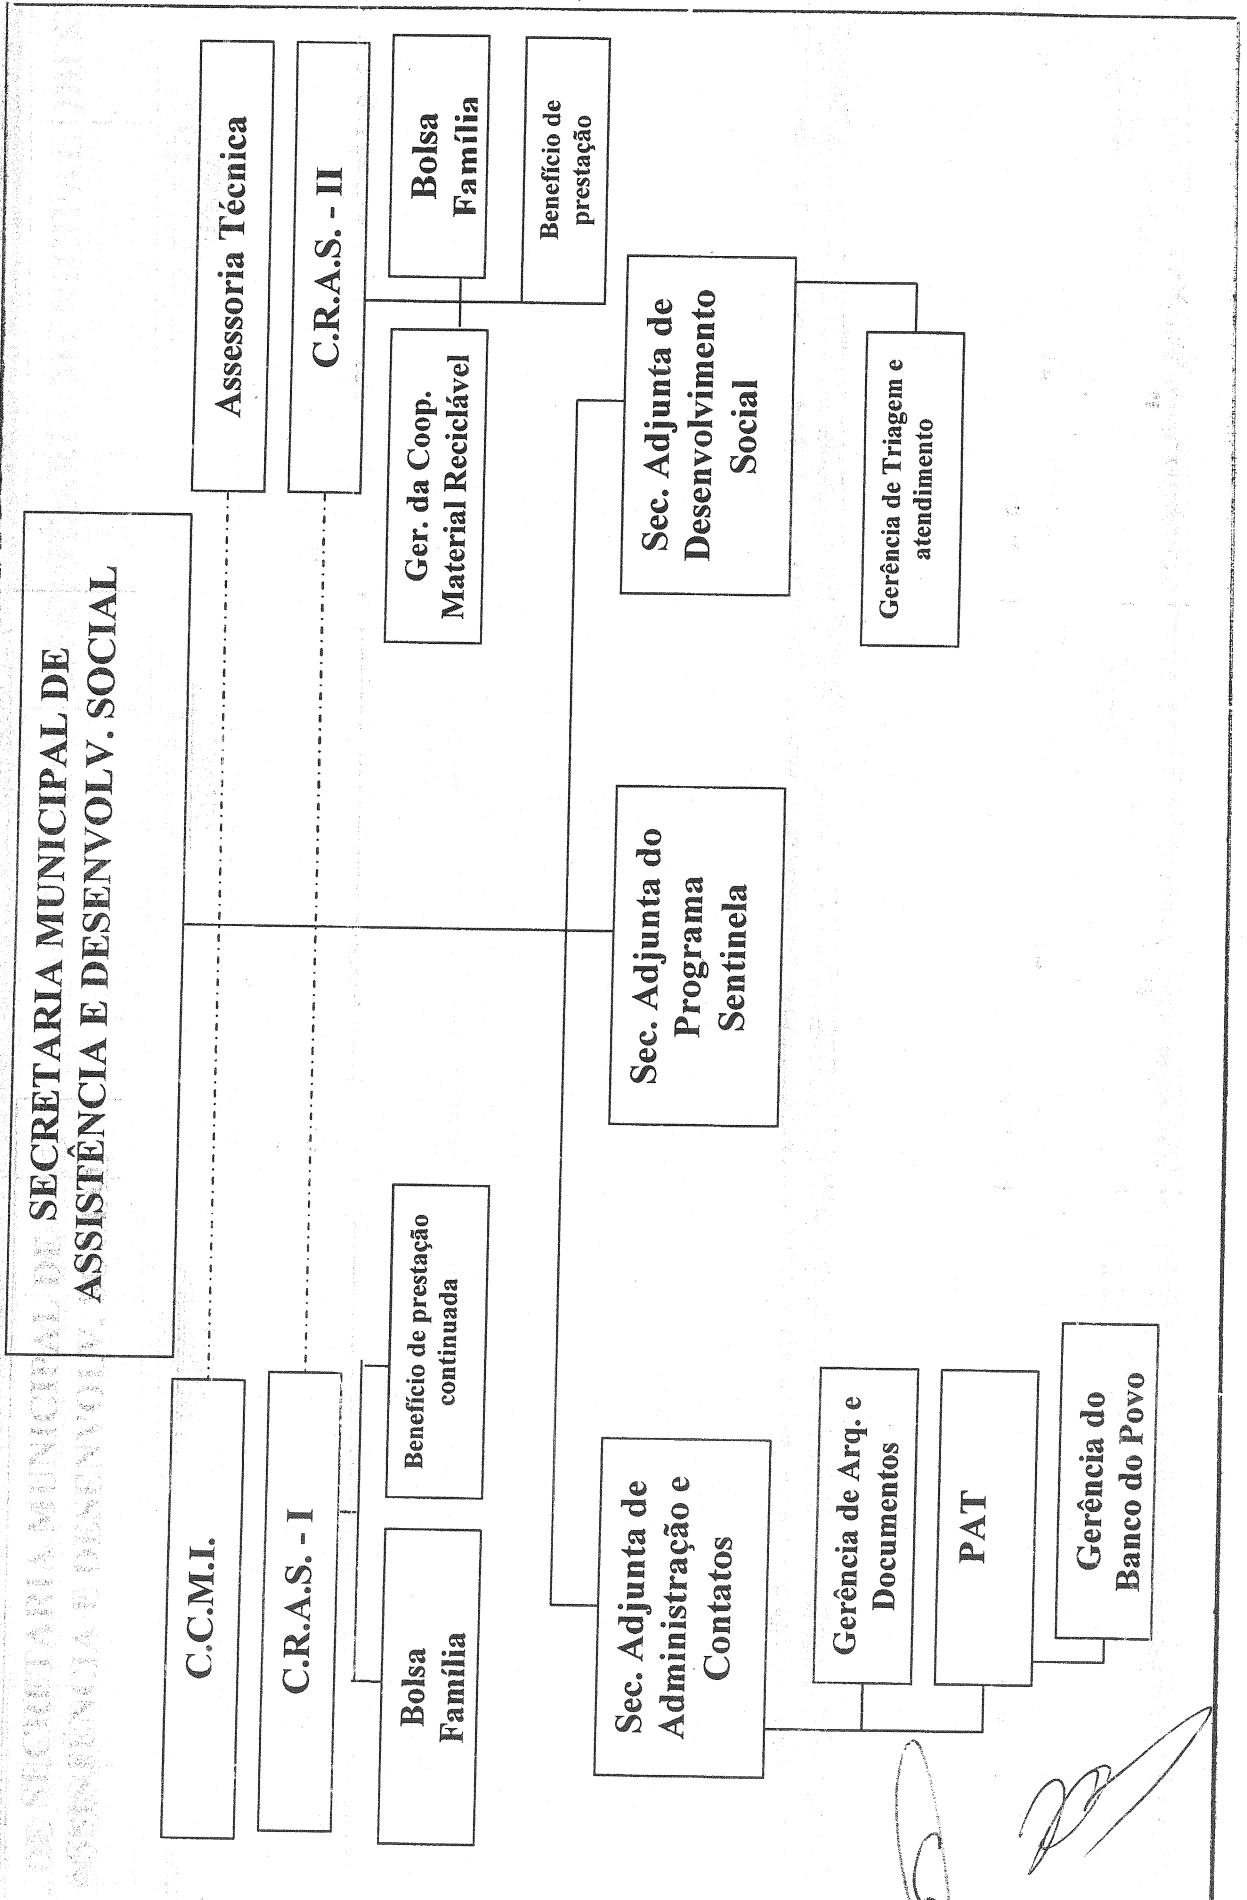 SECRETARIA MUNICIPAL DE
ASSISTÊNCIA E DESENVOLV. SOCIAL
C.C.M.I.
Assessoria Técnica
C.R.A.S. - I
C.R.A.S. - II
Bolsa
Família
Benefício de prestação
continuada
Ger. da Coop.
Material Reciclável
Bolsa
Família
Benefício de
prestação
Sec. Adjunta de
Administração e
Contatos
Sec. Adjunta do
Programa
Sentinela
Sec. Adjunta de
Desenvolvimento
Social
Gerência de Arq. e
Documentos
PAT
Gerência do
Banco do Povo
Gerência de Triagem e
atendimento